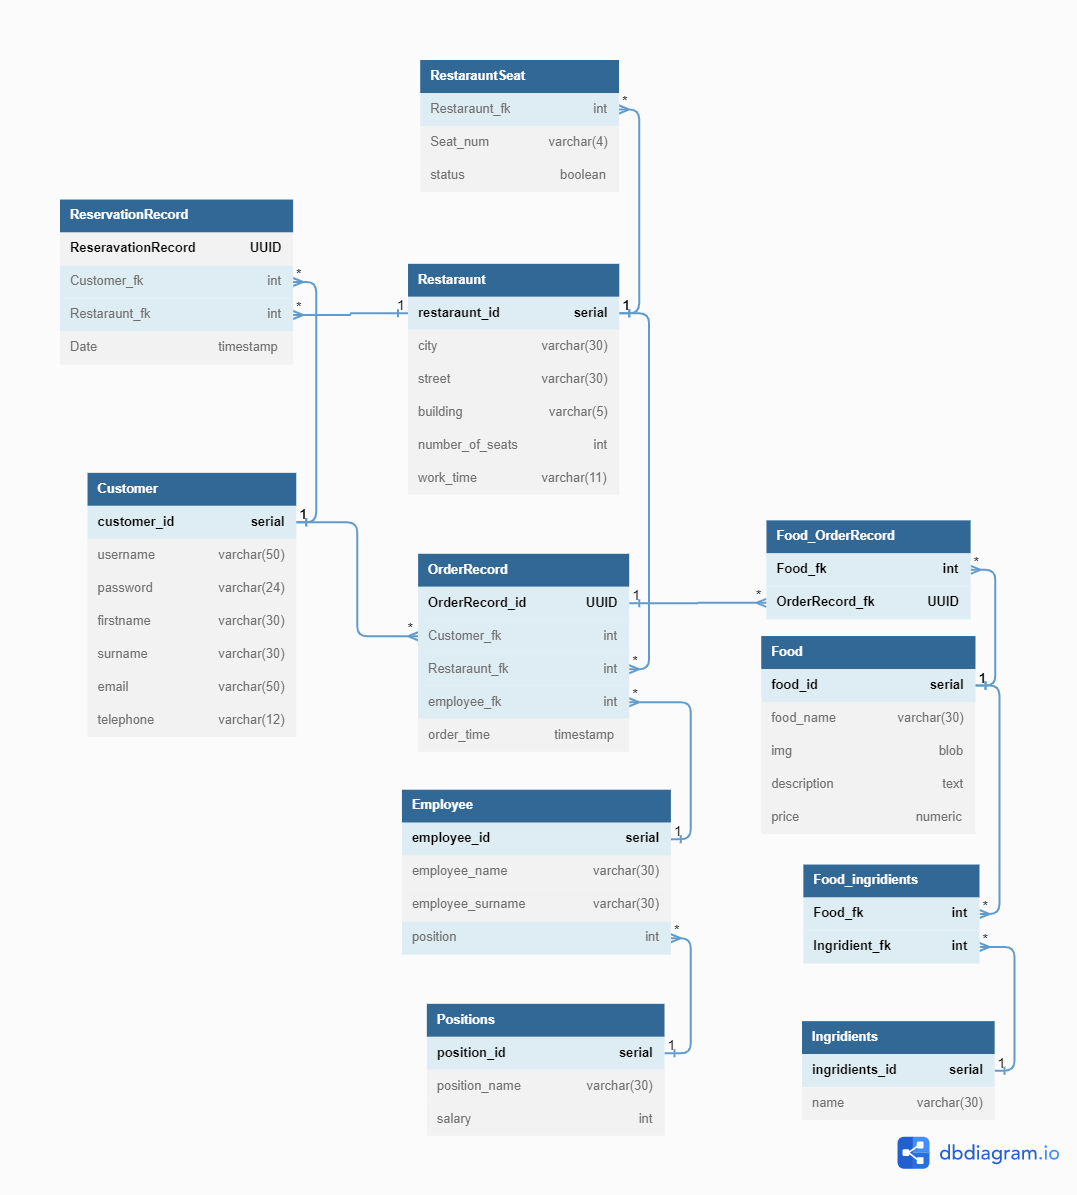 RestarauntSeat
Restaraunt_fk int
Seat_num varchar(4)
status boolean
ReservationRecord
ReseravationRecord UUID
Customer_fk int
Restaraunt_fk int
Date timestamp
Restaraunt
restaraunt_id serial
city varchar(30)
street varchar(30)
building varchar(5)
number_of_seats int
work_time varchar(11)
Customer
customer_id serial
username varchar(50)
password varchar(24)
firstname varchar(30)
surname varchar(30)
email varchar(50)
telephone varchar(12)
OrderRecord
OrderRecord_id UUID
Customer_fk int
Restaraunt_fk int
employee_fk int
order_time timestamp
Food_OrderRecord
Food_fk int
OrderRecord_fk UUID
Food
food_id serial
food_name varchar(30)
img blob
description text
price numeric
Employee
employee_id serial
employee_name varchar(30)
employee_surname varchar(30)
position int
Food_ingridients
Food_fk int
Ingridient_fk int
Positions
position_id serial
position_name varchar(30)
salary int
Ingridients
ingridients_id serial
name varchar(30)
*
*
*
1
1
1
*
1
*
*
*
*
1
1
*
*
*
1
1
dbdiagram.io